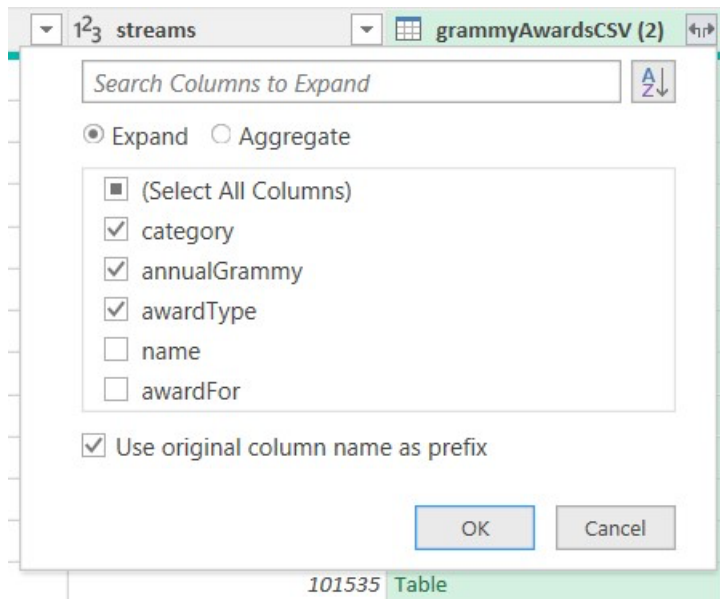 1²3 streams grammyAwardsCSV (2)
Search Columns to Expand
AZ
Expand Aggregate
(Select All Columns)
category
annualGrammy
awardType
name
awardFor
Use original column name as prefix
OK Cancel
101535 Table